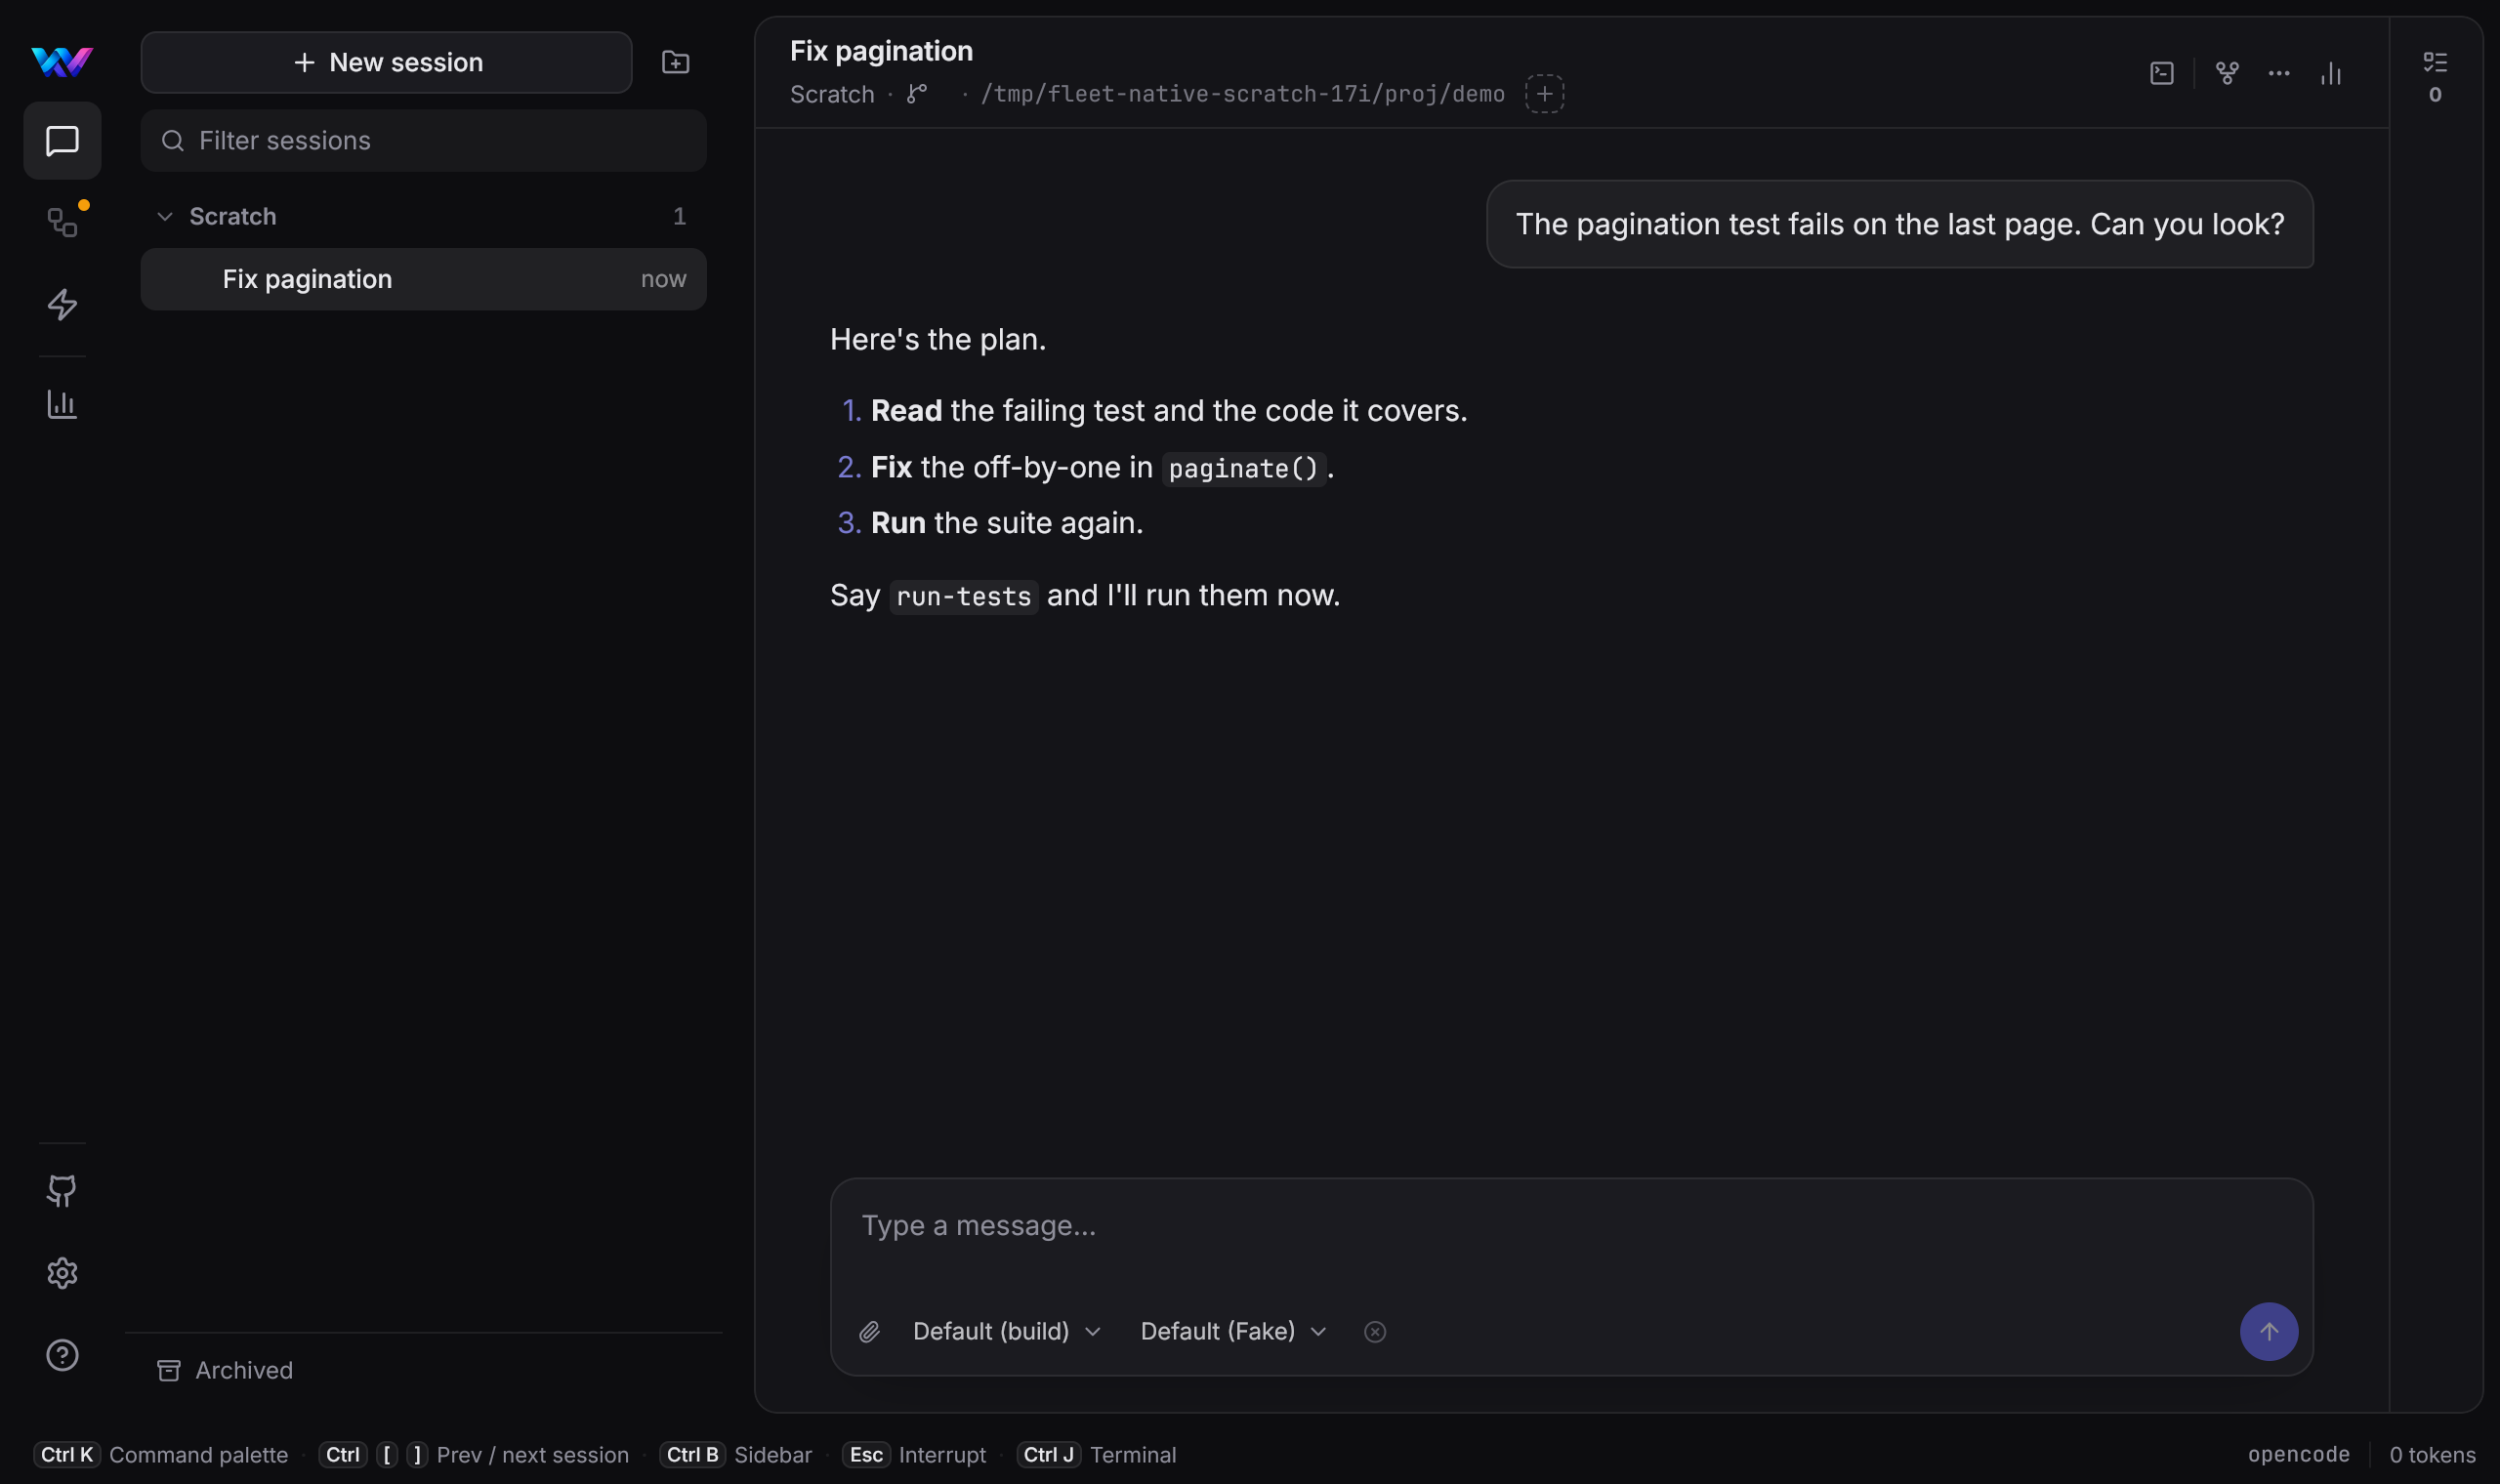 New session
Filter sessions
Scratch 1
Fix pagination now
Archived
Fix pagination
Scratch · · /tmp/fleet-native-scratch-17i/proj/demo
0
The pagination test fails on the last page. Can you look?
Here's the plan.
1. Read the failing test and the code it covers.
2. Fix the off-by-one in paginate().
3. Run the suite again.
Say run-tests and I'll run them now.
Type a message...
Default (build) Default (Fake)
Ctrl K Command palette · Ctrl [ ] Prev / next session · Ctrl B Sidebar · Esc Interrupt · Ctrl J Terminal
opencode 0 tokens